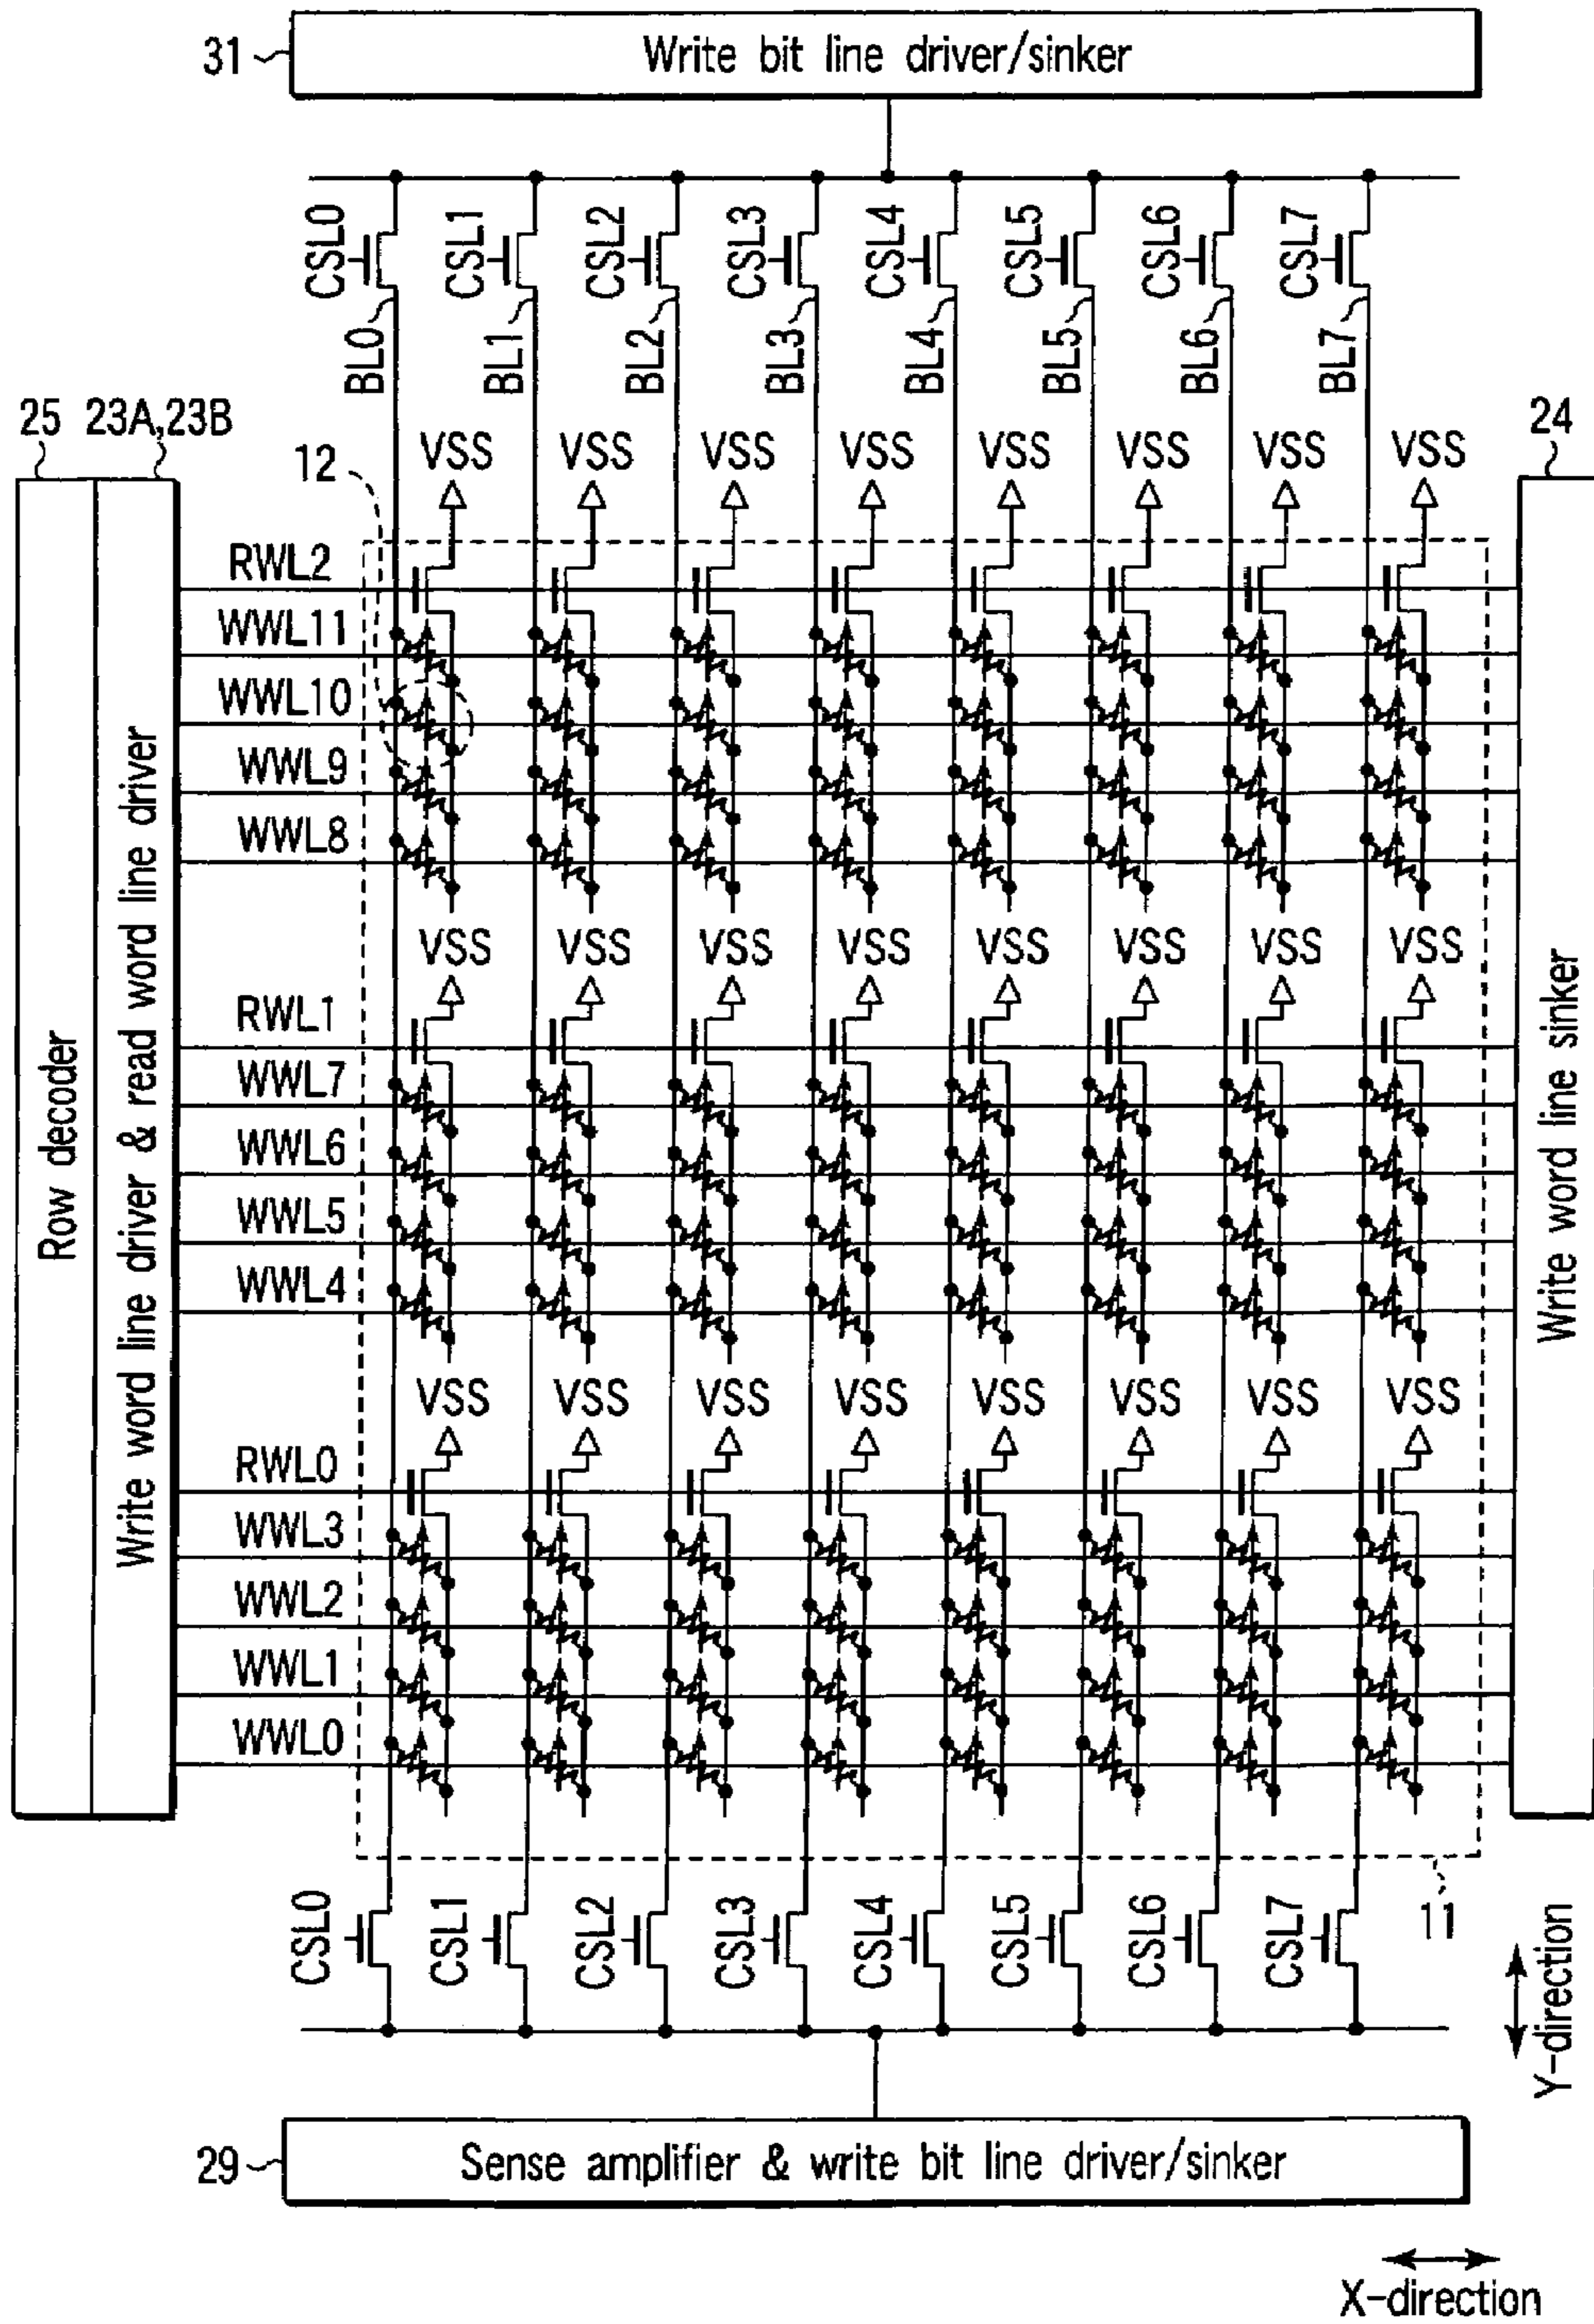 31
Write bit line driver/sinker
CSL0 CSL1 CSL2 CSL3 CSL4 CSL5 CSL6 CSL7
BL0 BL1 BL2 BL3 BL4 BL5 BL6 BL7
25 23A,23B
12
VSS VSS VSS VSS VSS VSS VSS VSS
24
Row decoder
Write word line driver & read word line driver
RWL2
WWL11
WWL10
WWL9
WWL8
VSS VSS VSS VSS VSS VSS VSS VSS
RWL1
WWL7
WWL6
WWL5
WWL4
VSS VSS VSS VSS VSS VSS VSS VSS
RWL0
WWL3
WWL2
WWL1
WWL0
Write word line sinker
11
CSL0 CSL1 CSL2 CSL3 CSL4 CSL5 CSL6 CSL7
Y-direction
29
Sense amplifier & write bit line driver/sinker
X-direction